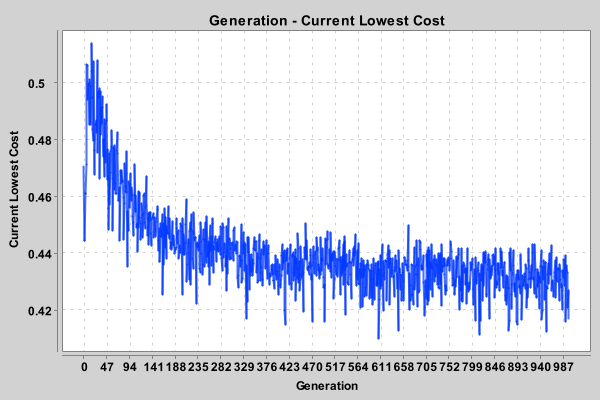 Generation - Current Lowest Cost
Current Lowest Cost
0.5
0.48
0.46
0.44
0.42
0 47 94 141 188 235 282 329 376 423 470 517 564 611 658 705 752 799 846 893 940 987
Generation